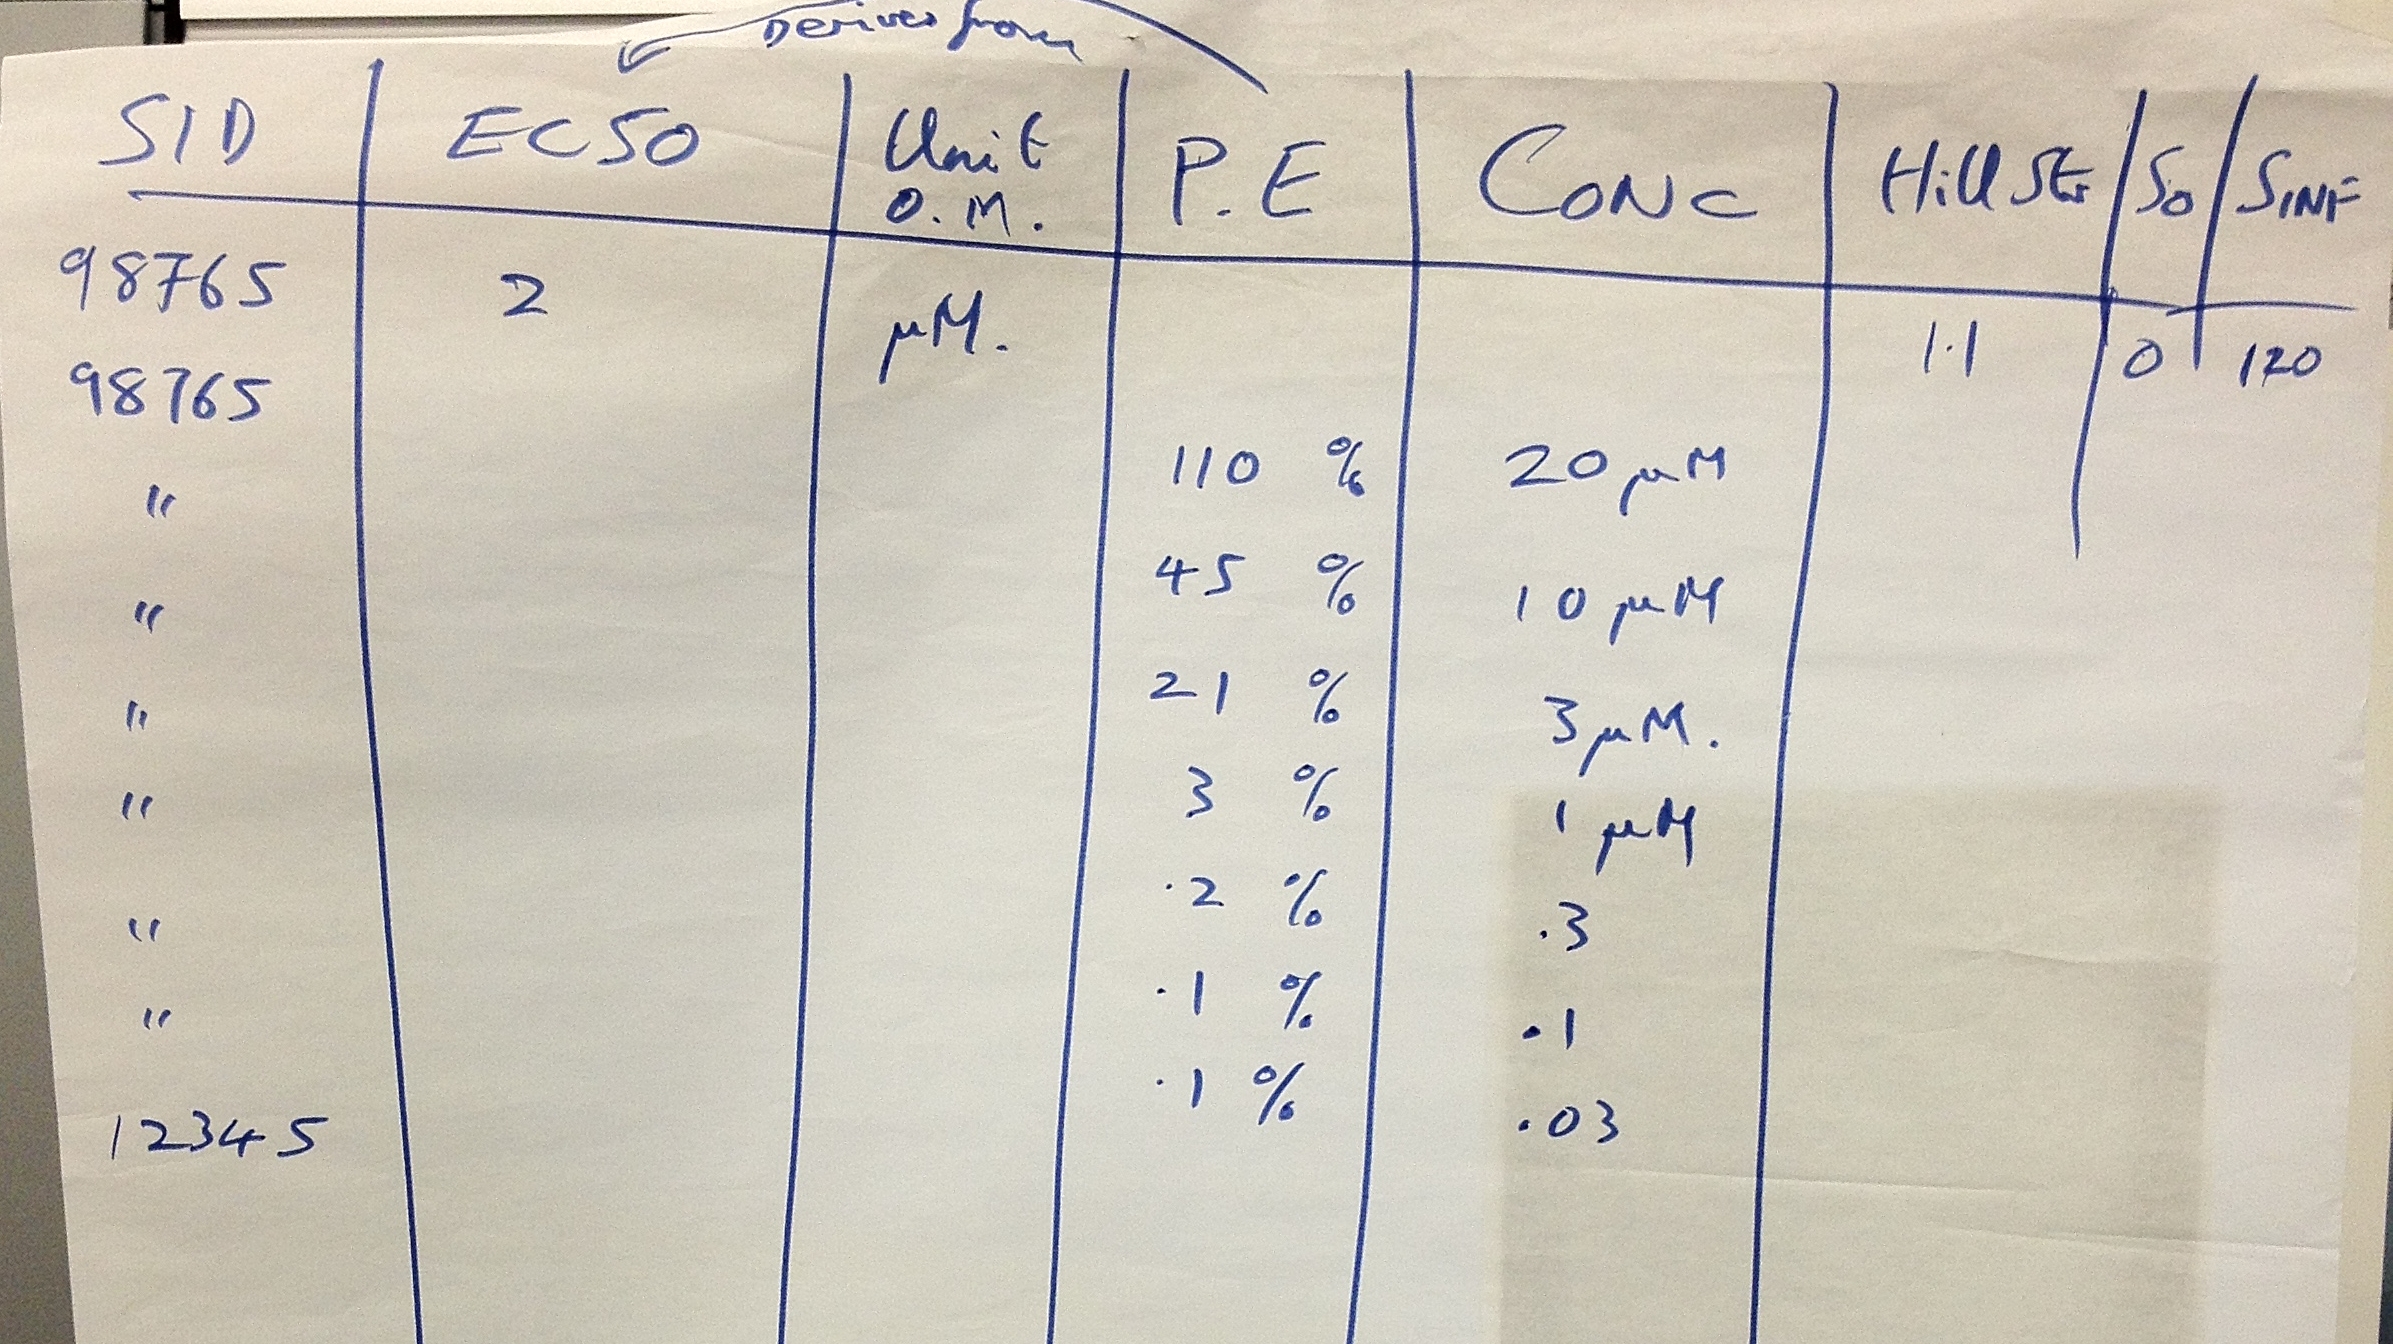 Derives from
SID EC50 Unit O.M. P.E CONC Hill S0 SINF
98765 2 μM. 1.1 0 120
98765
" 110 % 20 μM
" 45 % 10 μM
" 21 % 3 μM.
" 3 % 1 μM
" .2 % .3
" .1 % .1
12345 .1 % .03